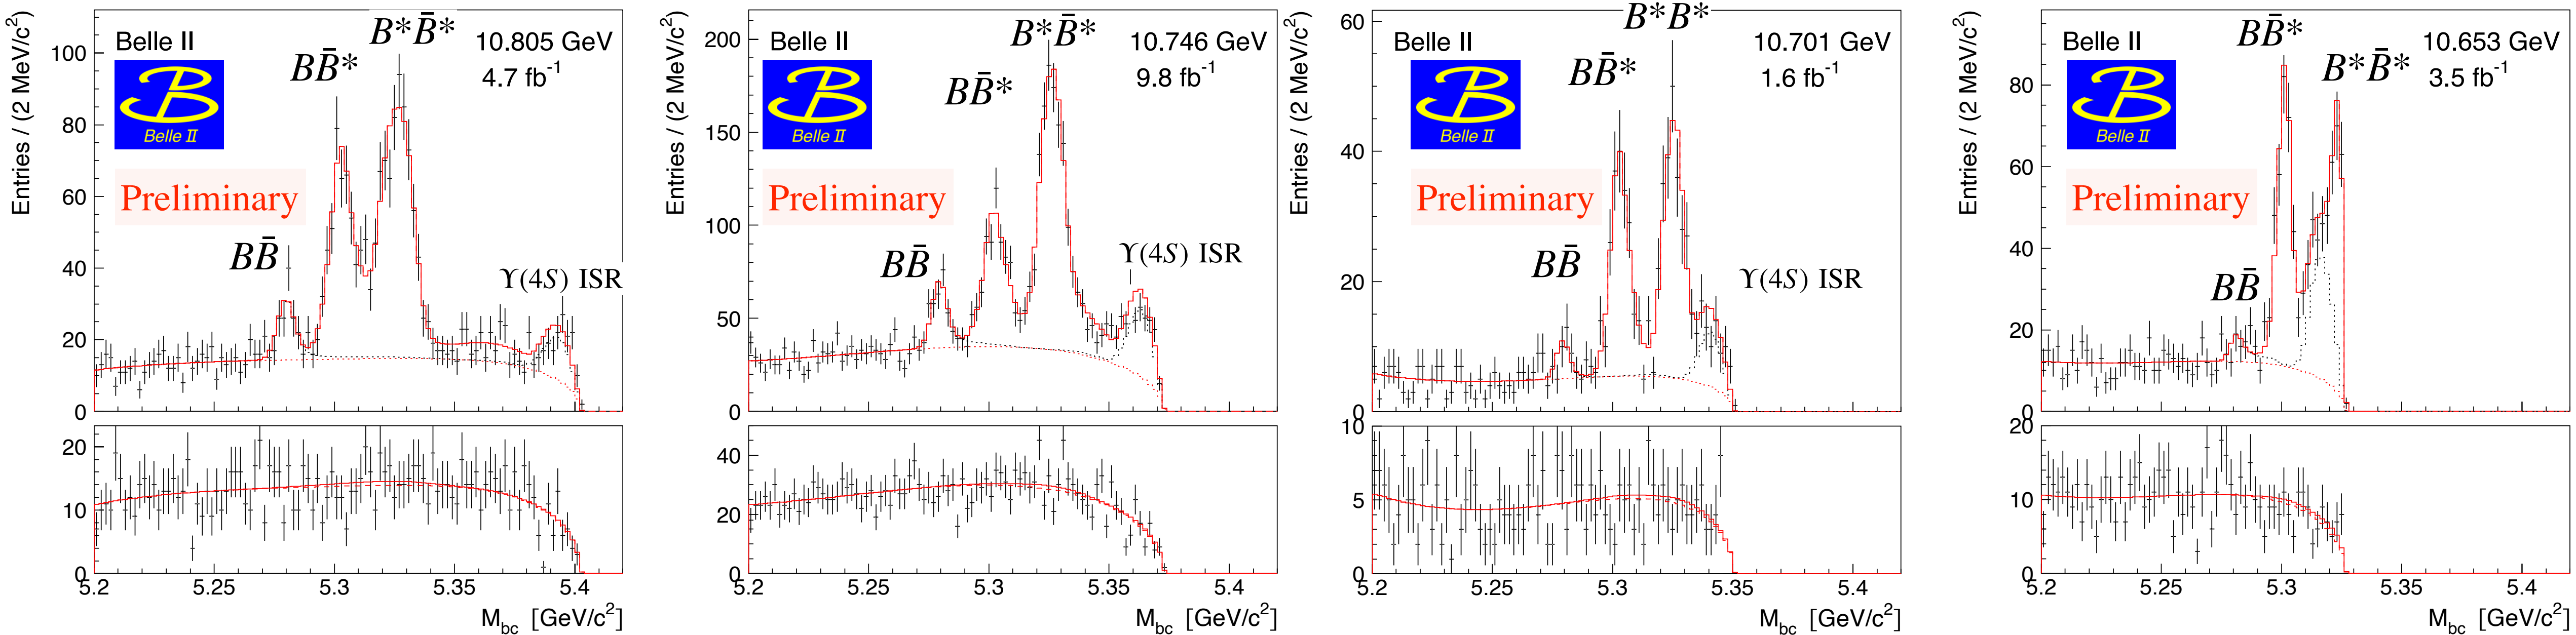 Entries / (2 MeV/c²)
100
80
60
40
20
0
Belle II
Belle II
Preliminary
BB̄
BB̄*
B*B̄*
10.805 GeV
4.7 fb⁻¹
ϒ(4S) ISR
20
10
0
5.2
5.25
5.3
5.35
5.4
M_bc [GeV/c²]
Entries / (2 MeV/c²)
200
150
100
50
0
Belle II
Belle II
Preliminary
BB̄
BB̄*
B*B̄*
10.746 GeV
9.8 fb⁻¹
ϒ(4S) ISR
40
20
0
5.2
5.25
5.3
5.35
5.4
M_bc [GeV/c²]
Entries / (2 MeV/c²)
60
40
20
0
Belle II
Belle II
Preliminary
BB̄
BB̄*
B*B̄*
10.701 GeV
1.6 fb⁻¹
ϒ(4S) ISR
10
5
0
5.2
5.25
5.3
5.35
5.4
M_bc [GeV/c²]
Entries / (2 MeV/c²)
80
60
40
20
0
Belle II
Belle II
Preliminary
BB̄
BB̄*
B*B̄*
10.653 GeV
3.5 fb⁻¹
20
10
0
5.2
5.25
5.3
5.35
5.4
M_bc [GeV/c²]